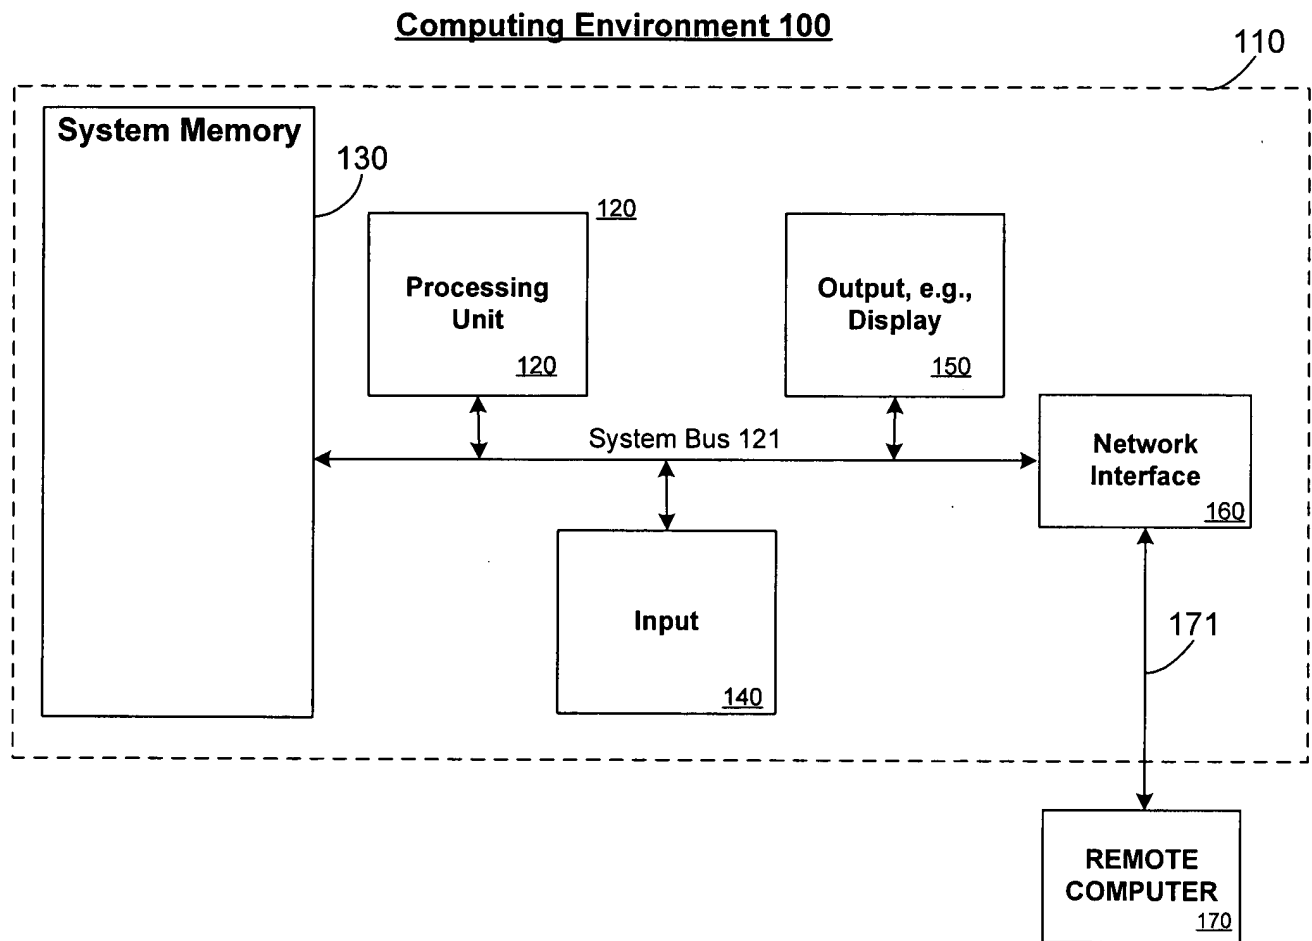 Computing Environment 100
110
System Memory
130
120
Processing
Unit
120
Output, e.g.,
Display
150
System Bus 121
Network
Interface
160
Input
140
171
REMOTE
COMPUTER
170